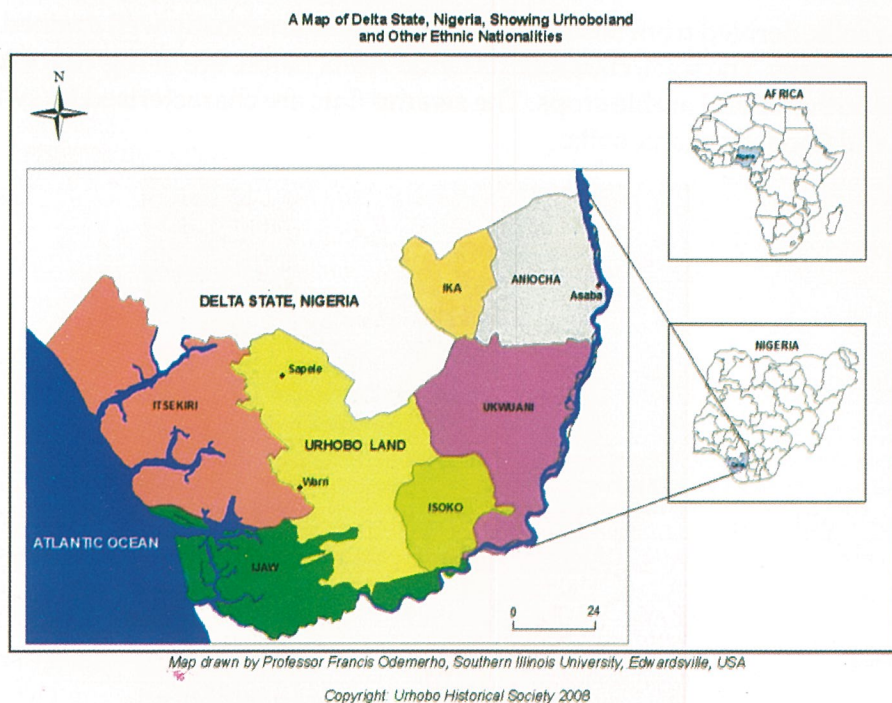 A Map of Delta State, Nigeria, Showing Urhoboland
and Other Ethnic Nationalities
N
AFRICA
Nigeria
DELTA STATE, NIGERIA
IKA
ANIOCHA
Asaba
NIGERIA
Sapele
ITSEKIRI
UKWUANI
URHOBO LAND
Warri
ISOKO
ATLANTIC OCEAN
IJAW
0 24
Map drawn by Professor Francis Odemerho, Southern Illinois University, Edwardsville, USA
Copyright: Urhobo Historical Society 2008